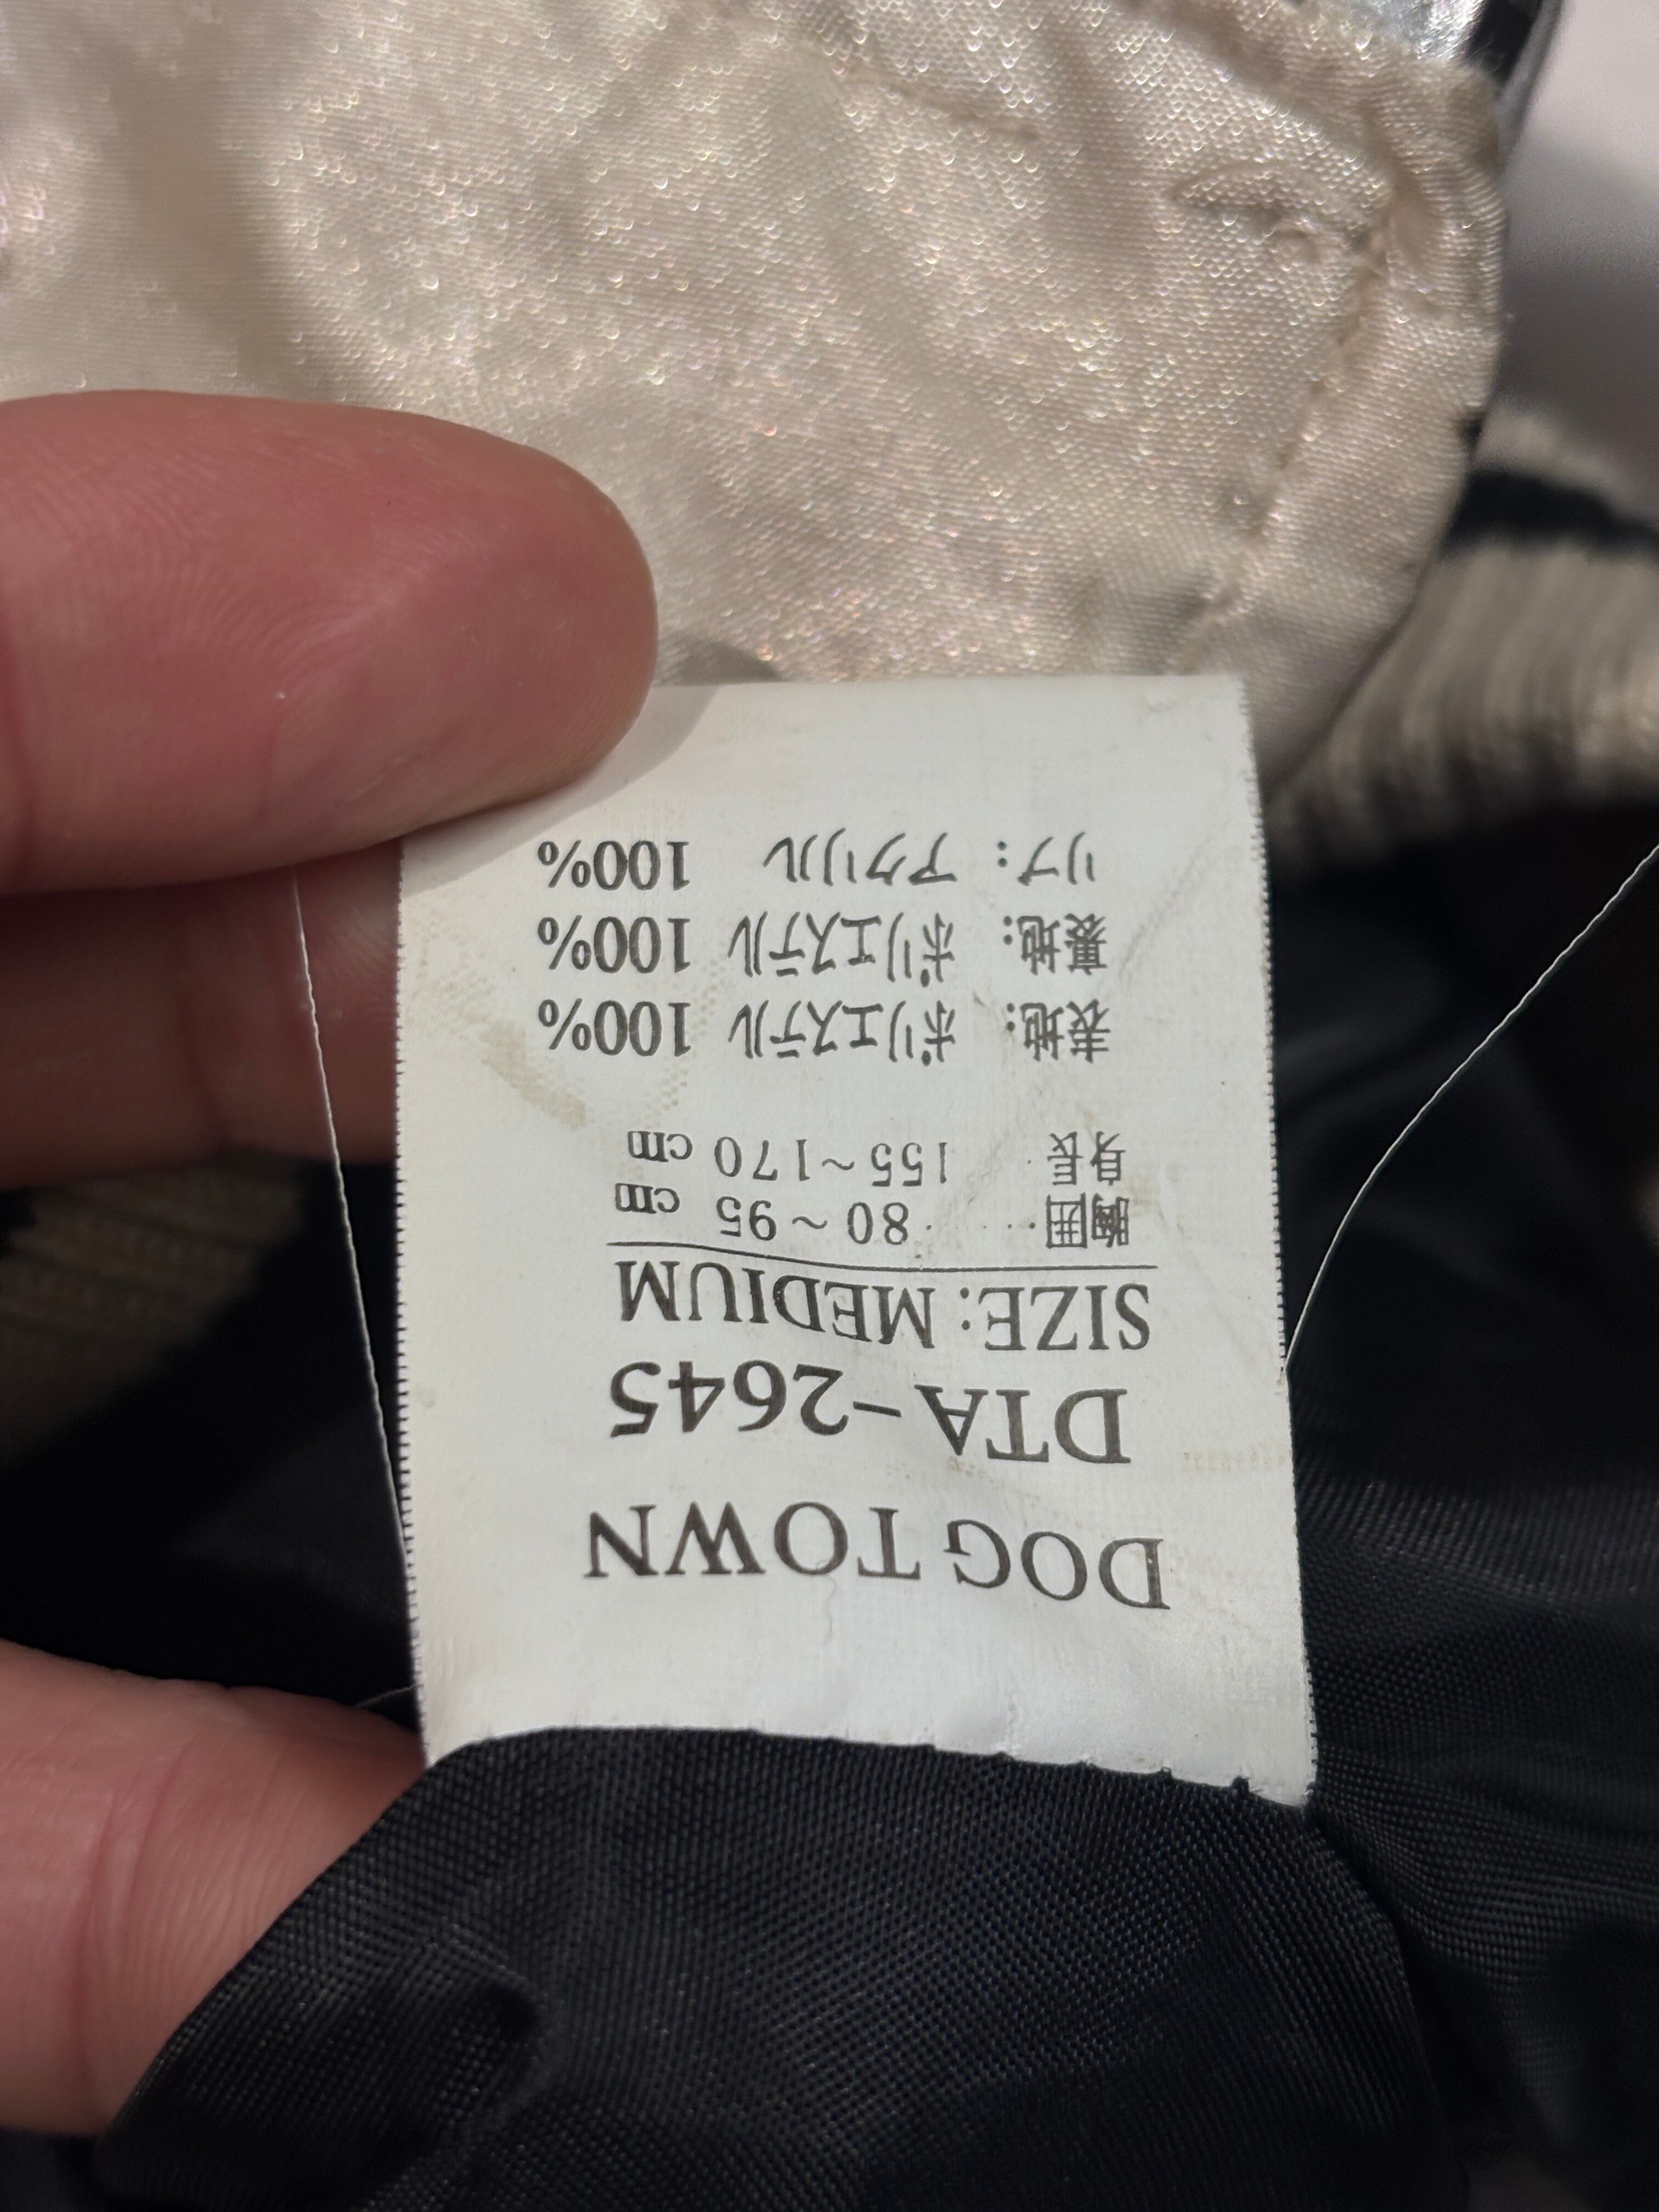 DOG TOWN
DTA-2645
SIZE: MEDIUM
胸囲 80~95 cm
身長 155~170 cm
表地: ポリエステル 100%
裏地: ポリエステル 100%
リブ: アクリル 100%